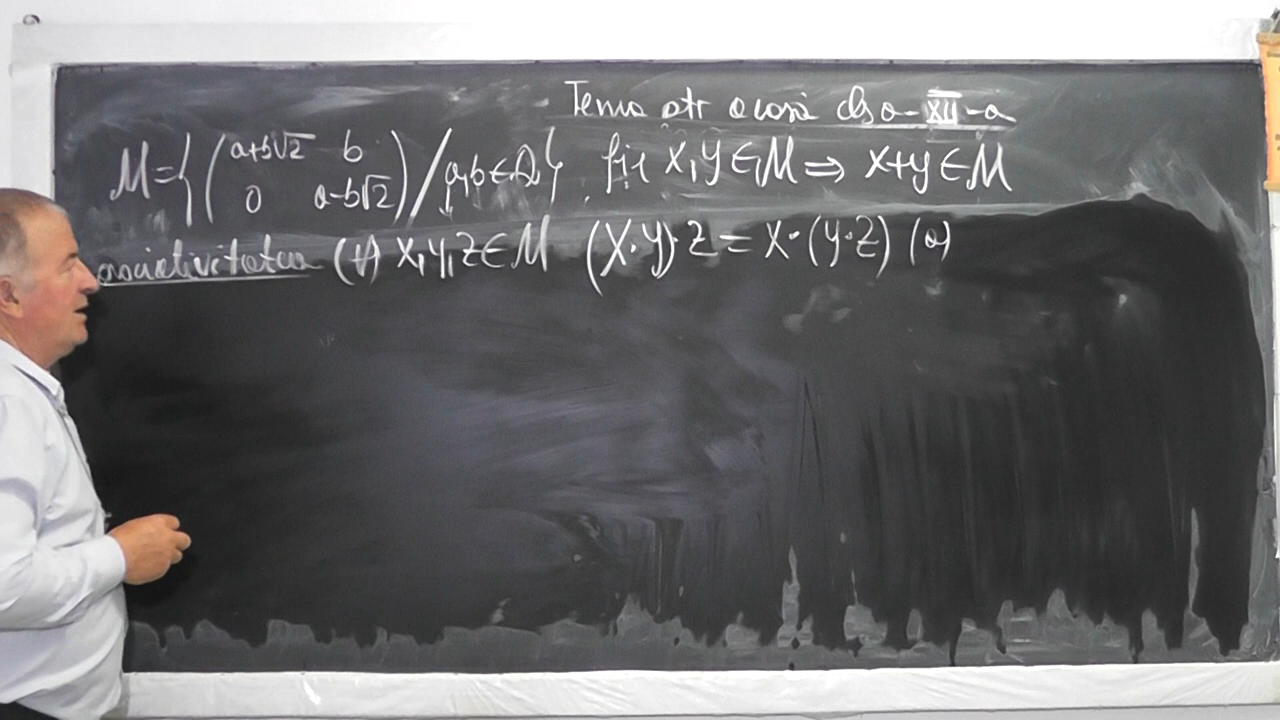 Tema ptr acasă cls a-XII-a
M={(a+b√2 b 0 a-b√2)/a,b∈Q}, fie X,Y∈M ⇒ X+Y∈M
asociativitatea (∀) X,Y,Z∈M (X·Y)·Z=X·(Y·Z) (a)